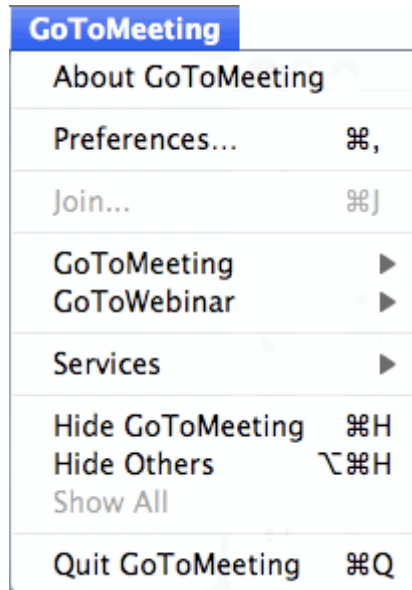 GoToMeeting
About GoToMeeting
Preferences... ⌘,
Join... ⌘J
GoToMeeting ▶
GoToWebinar ▶
Services ▶
Hide GoToMeeting ⌘H
Hide Others ⌥⌘H
Show All
Quit GoToMeeting ⌘Q